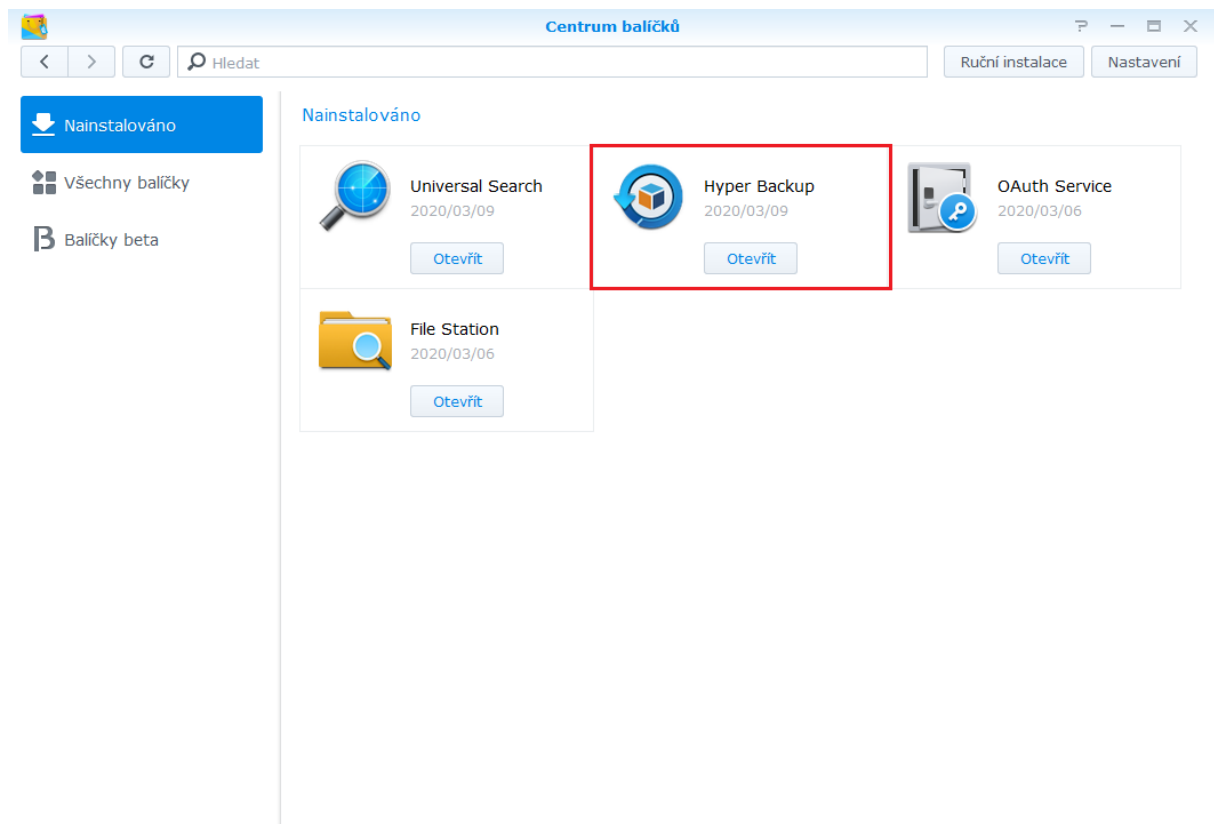 Centrum balíčků
Hledat
Ruční instalace
Nastavení
Nainstalováno
Všechny balíčky
Balíčky beta
Nainstalováno
Universal Search
2020/03/09
Otevřít
Hyper Backup
2020/03/09
Otevřít
OAuth Service
2020/03/06
Otevřít
File Station
2020/03/06
Otevřít